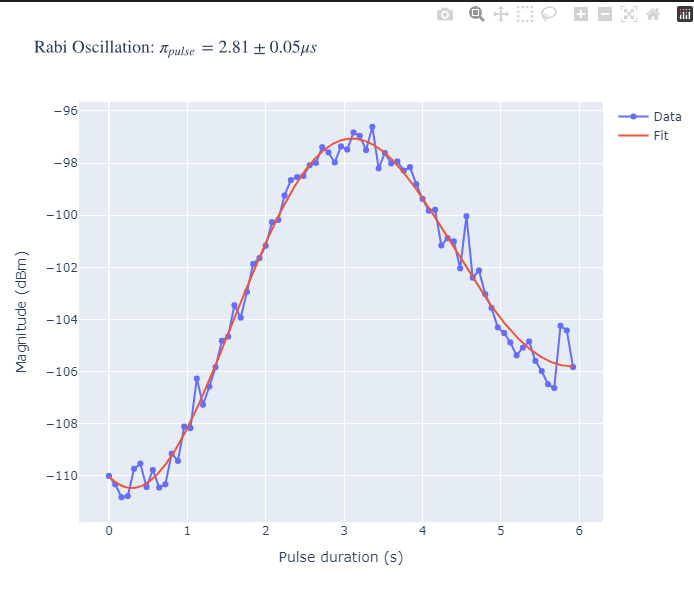 Rabi Oscillation: π_pulse = 2.81 ± 0.05μs
Data
Fit
−96
−98
−100
−102
−104
−106
−108
−110
Magnitude (dBm)
0 1 2 3 4 5 6
Pulse duration (s)